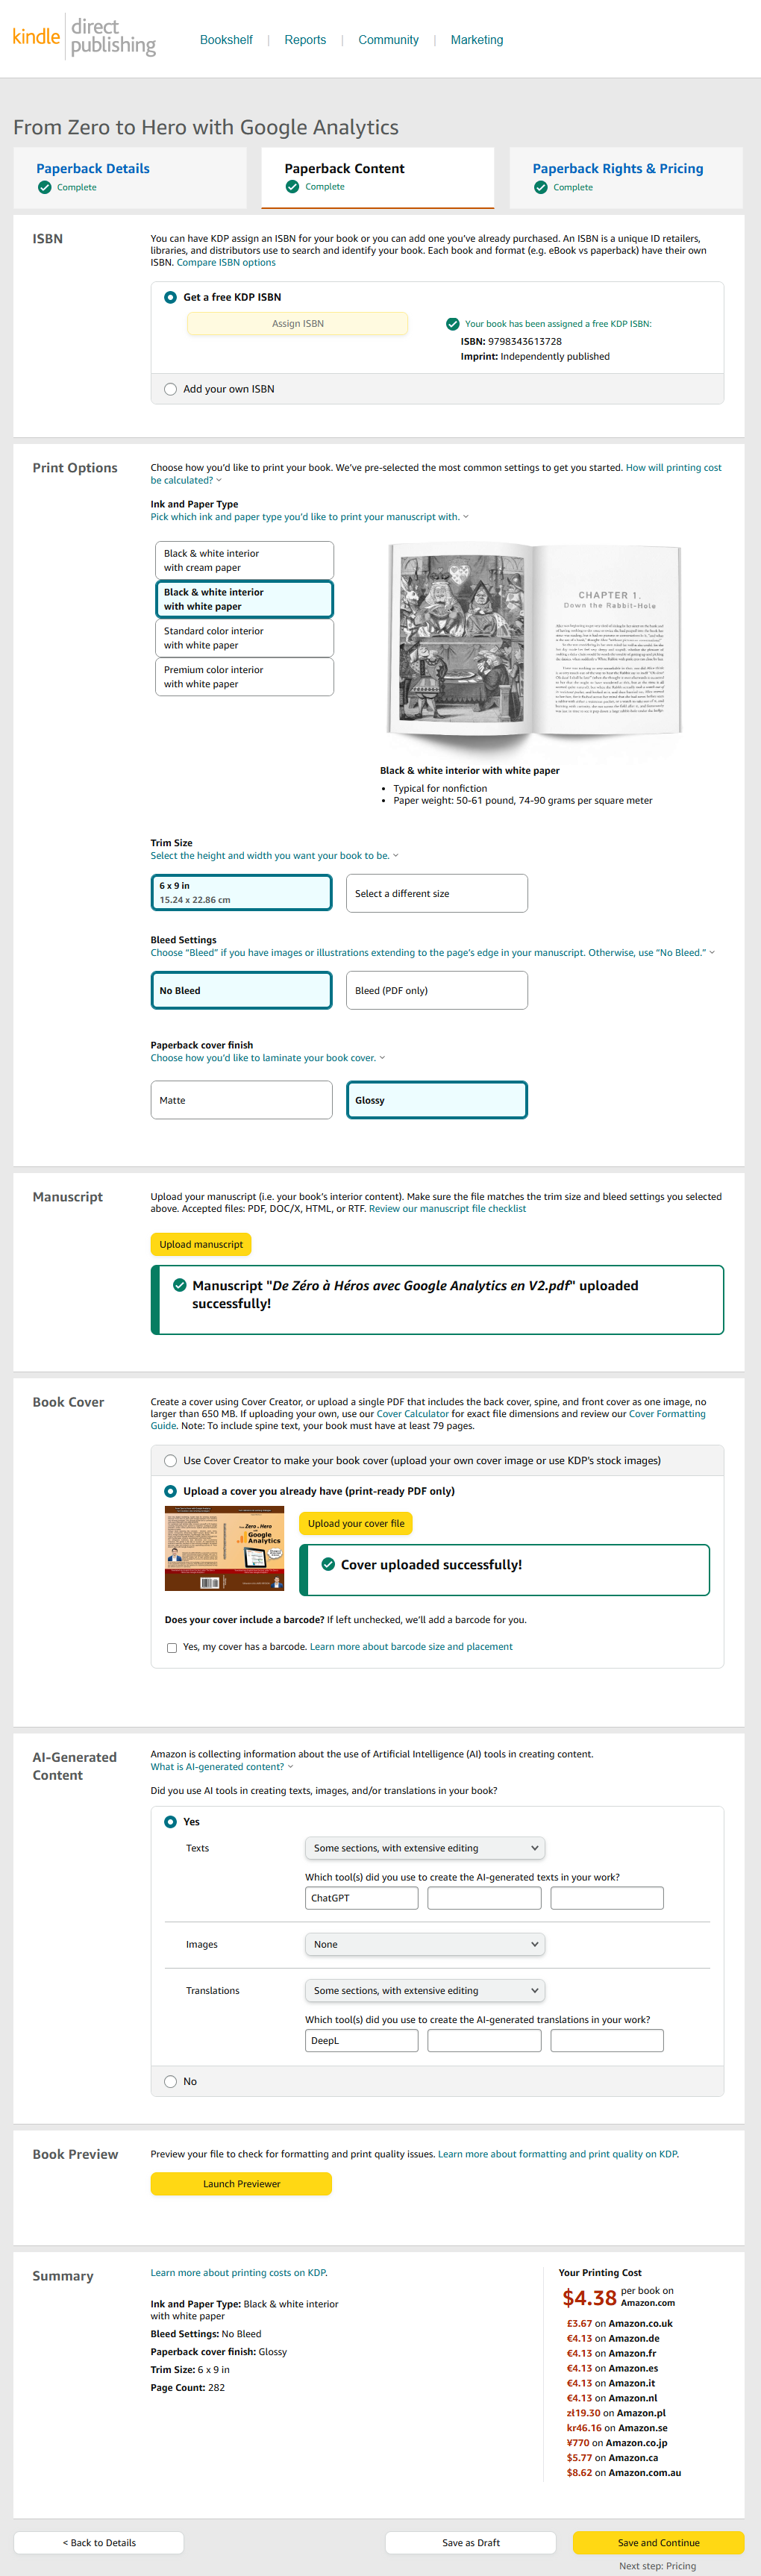 kindle direct publishing
Bookshelf | Reports | Community | Marketing
From Zero to Hero with Google Analytics
Paperback Details
Complete
Paperback Content
Complete
Paperback Rights & Pricing
Complete
ISBN
You can have KDP assign an ISBN for your book or you can add one you've already purchased. An ISBN is a unique ID retailers,
libraries, and distributors use to search and identify your book. Each book and format (e.g. eBook vs paperback) have their own
ISBN. Compare ISBN options
Get a free KDP ISBN
Assign ISBN
Your book has been assigned a free KDP ISBN:
ISBN: 9798343613728
Imprint: Independently published
Add your own ISBN
Print Options
Choose how you'd like to print your book. We've pre-selected the most common settings to get you started. How will printing cost
be calculated?
Ink and Paper Type
Pick which ink and paper type you'd like to print your manuscript with.
Black & white interior
with cream paper
Black & white interior
with white paper
Standard color interior
with white paper
Premium color interior
with white paper
CHAPTER 1.
Down the Rabbit-Hole
Black & white interior with white paper
• Typical for nonfiction
• Paper weight: 50-61 pound, 74-90 grams per square meter
Trim Size
Select the height and width you want your book to be.
6 x 9 in
15.24 x 22.86 cm
Select a different size
Bleed Settings
Choose "Bleed" if you have images or illustrations extending to the page's edge in your manuscript. Otherwise, use "No Bleed."
No Bleed
Bleed (PDF only)
Paperback cover finish
Choose how you'd like to laminate your book cover.
Matte
Glossy
Manuscript
Upload your manuscript (i.e. your book's interior content). Make sure the file matches the trim size and bleed settings you selected
above. Accepted files: PDF, DOC/X, HTML, or RTF. Review our manuscript file checklist
Upload manuscript
Manuscript "De Zéro à Héros avec Google Analytics en V2.pdf" uploaded
successfully!
Book Cover
Create a cover using Cover Creator, or upload a single PDF that includes the back cover, spine, and front cover as one image, no
larger than 650 MB. If uploading your own, use our Cover Calculator for exact file dimensions and review our Cover Formatting
Guide. Note: To include spine text, your book must have at least 79 pages.
Use Cover Creator to make your book cover (upload your own cover image or use KDP's stock images)
Upload a cover you already have (print-ready PDF only)
Zero to Hero
Google
Analytics
Upload your cover file
Cover uploaded successfully!
Does your cover include a barcode? If left unchecked, we'll add a barcode for you.
Yes, my cover has a barcode. Learn more about barcode size and placement
AI-Generated
Content
Amazon is collecting information about the use of Artificial Intelligence (AI) tools in creating content.
What is AI-generated content?
Did you use AI tools in creating texts, images, and/or translations in your book?
Yes
Texts
Some sections, with extensive editing
Which tool(s) did you use to create the AI-generated texts in your work?
ChatGPT
Images
None
Translations
Some sections, with extensive editing
Which tool(s) did you use to create the AI-generated translations in your work?
DeepL
No
Book Preview
Preview your file to check for formatting and print quality issues. Learn more about formatting and print quality on KDP.
Launch Previewer
Summary
Learn more about printing costs on KDP.
Ink and Paper Type: Black & white interior
with white paper
Bleed Settings: No Bleed
Paperback cover finish: Glossy
Trim Size: 6 x 9 in
Page Count: 282
Your Printing Cost
$4.38 per book on
Amazon.com
£3.67 on Amazon.co.uk
€4.13 on Amazon.de
€4.13 on Amazon.fr
€4.13 on Amazon.es
€4.13 on Amazon.it
€4.13 on Amazon.nl
zł19.30 on Amazon.pl
kr46.16 on Amazon.se
¥770 on Amazon.co.jp
$5.77 on Amazon.ca
$8.62 on Amazon.com.au
< Back to Details
Save as Draft
Save and Continue
Next step: Pricing